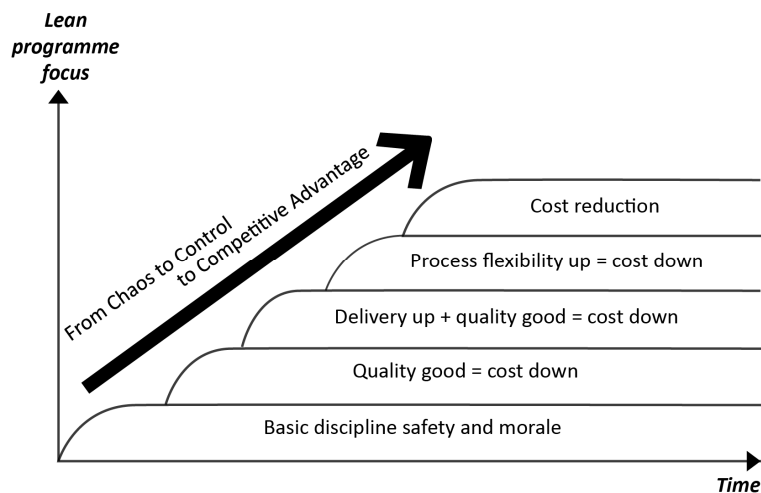 Lean
programme
focus
From Chaos to Control
to Competitive Advantage
Cost reduction
Process flexibility up = cost down
Delivery up + quality good = cost down
Quality good = cost down
Basic discipline safety and morale
Time